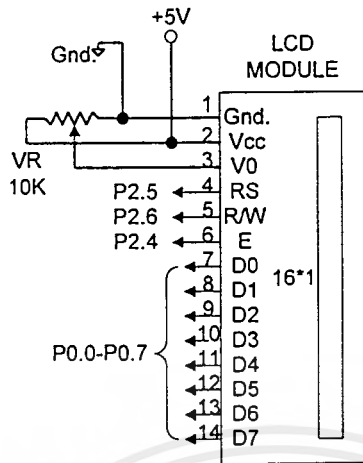 +5V
Gnd.
LCD
MODULE
1 Gnd.
2 Vcc
VR
10K
3 V0
P2.5 4 RS
P2.6 5 R/W
P2.4 6 E
7 D0
8 D1
16*1
9 D2
10 D3
P0.0-P0.7
11 D4
12 D5
13 D6
14 D7